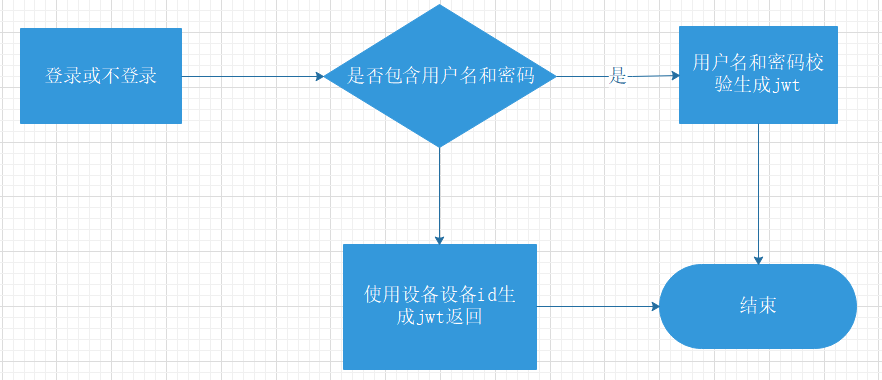 登录或不登录
是否包含用户名和密码
是
用户名和密码校
验生成jwt
使用设备设备id生
成jwt返回
结束